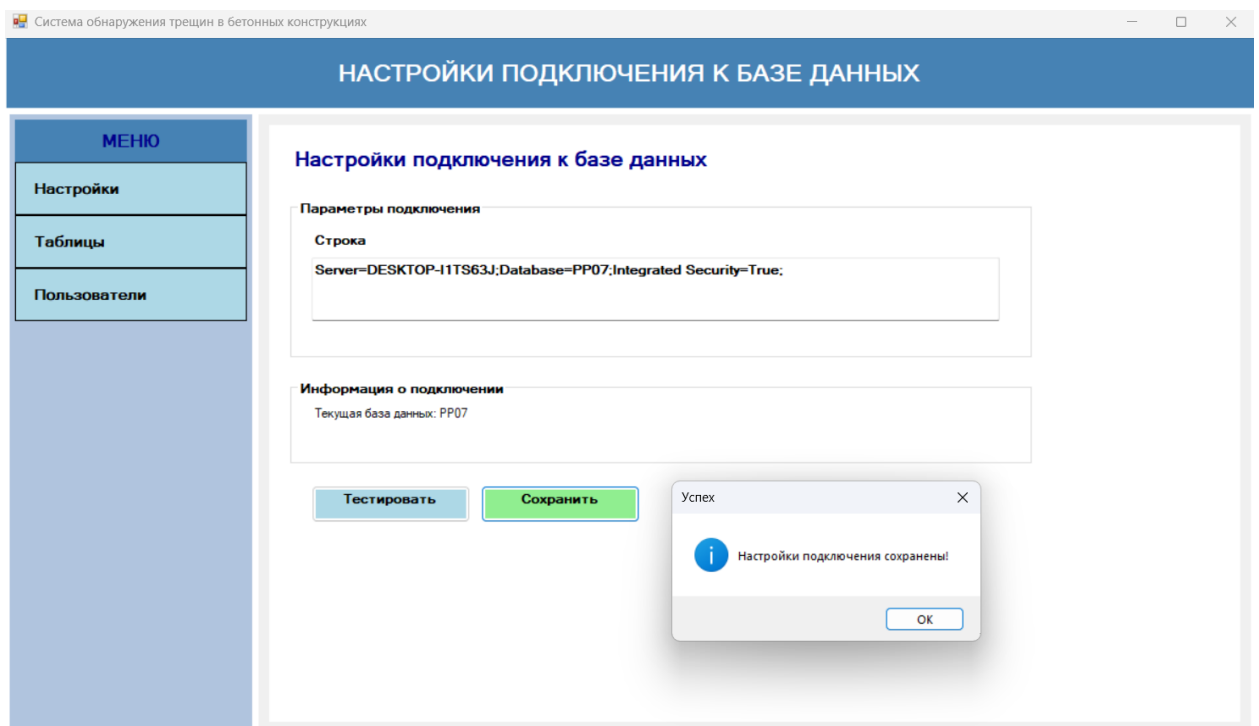 Система обнаружения трещин в бетонных конструкциях
НАСТРОЙКИ ПОДКЛЮЧЕНИЯ К БАЗЕ ДАННЫХ
МЕНЮ
Настройки
Таблицы
Пользователи
Настройки подключения к базе данных
Параметры подключения
Строка
Server=DESKTOP-I1TS63J;Database=PP07;Integrated Security=True;
Информация о подключении
Текущая база данных: PP07
Тестировать
Сохранить
Успех
Настройки подключения сохранены!
ОК